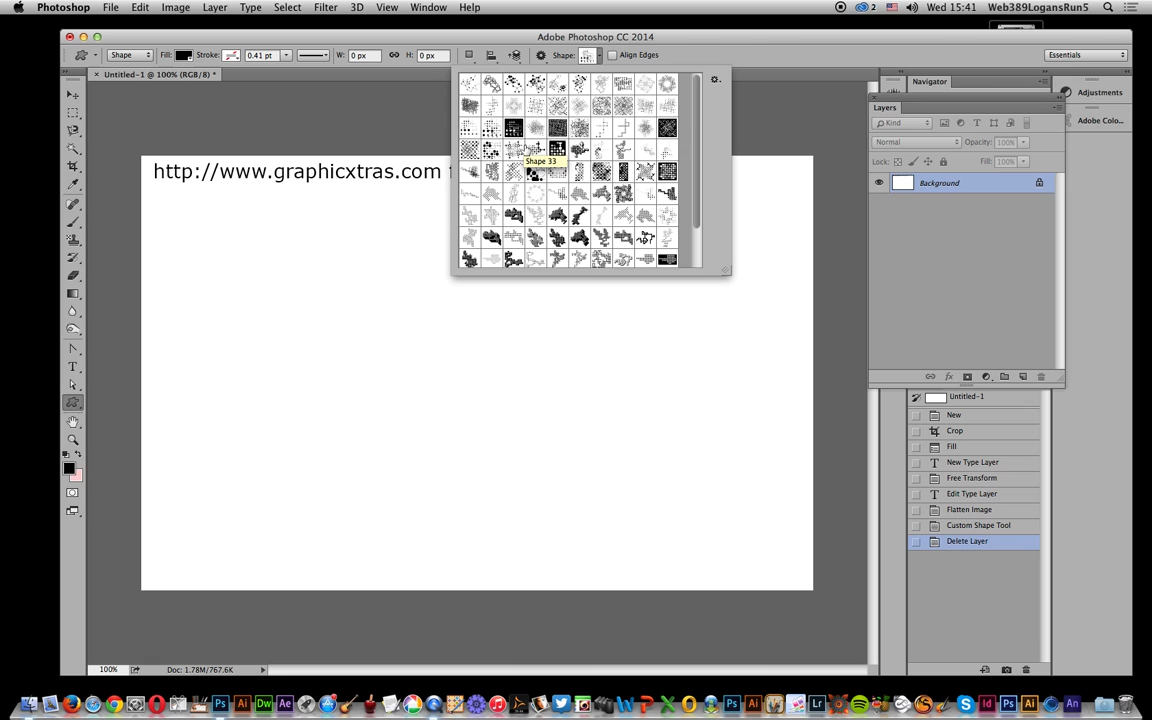 Photoshop File Edit Image Layer Type Select Filter 3D View Window Help 2 Wed 15:41 Web389LogansRun5
Adobe Photoshop CC 2014
Shape Fill: Stroke: 0.41 pt W: 0 px H: 0 px Shape: Align Edges Essentials
Untitled-1 @ 100% (RGB/8) *
http://www.graphicxtras.com
Shape 33
Navigator
Layers
Kind
Normal Opacity: 100%
Lock: Fill: 100%
Background
Adjustments
Adobe Colo...
Untitled-1
New
Crop
Fill
New Type Layer
Free Transform
Edit Type Layer
Flatten Image
Custom Shape Tool
Delete Layer
100% Doc: 1.78M/767.6K